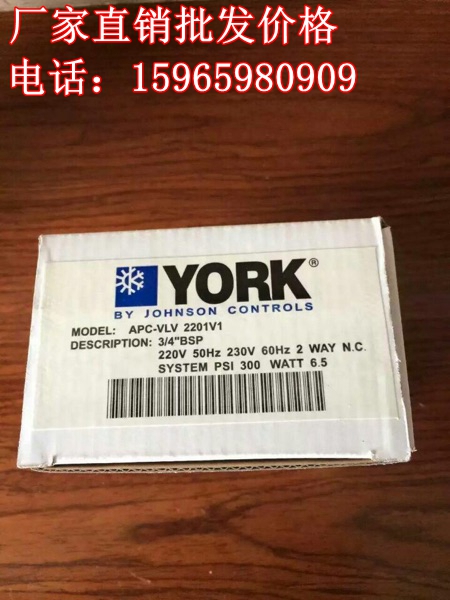 厂家直销批发价格
电话：15965980909
YORK®
BY JOHNSON CONTROLS
MODEL: APC-VLV 2201V1
DESCRIPTION: 3/4"BSP
220V 50Hz 230V 60Hz 2 WAY N.C.
SYSTEM PSI 300 WATT 6.5